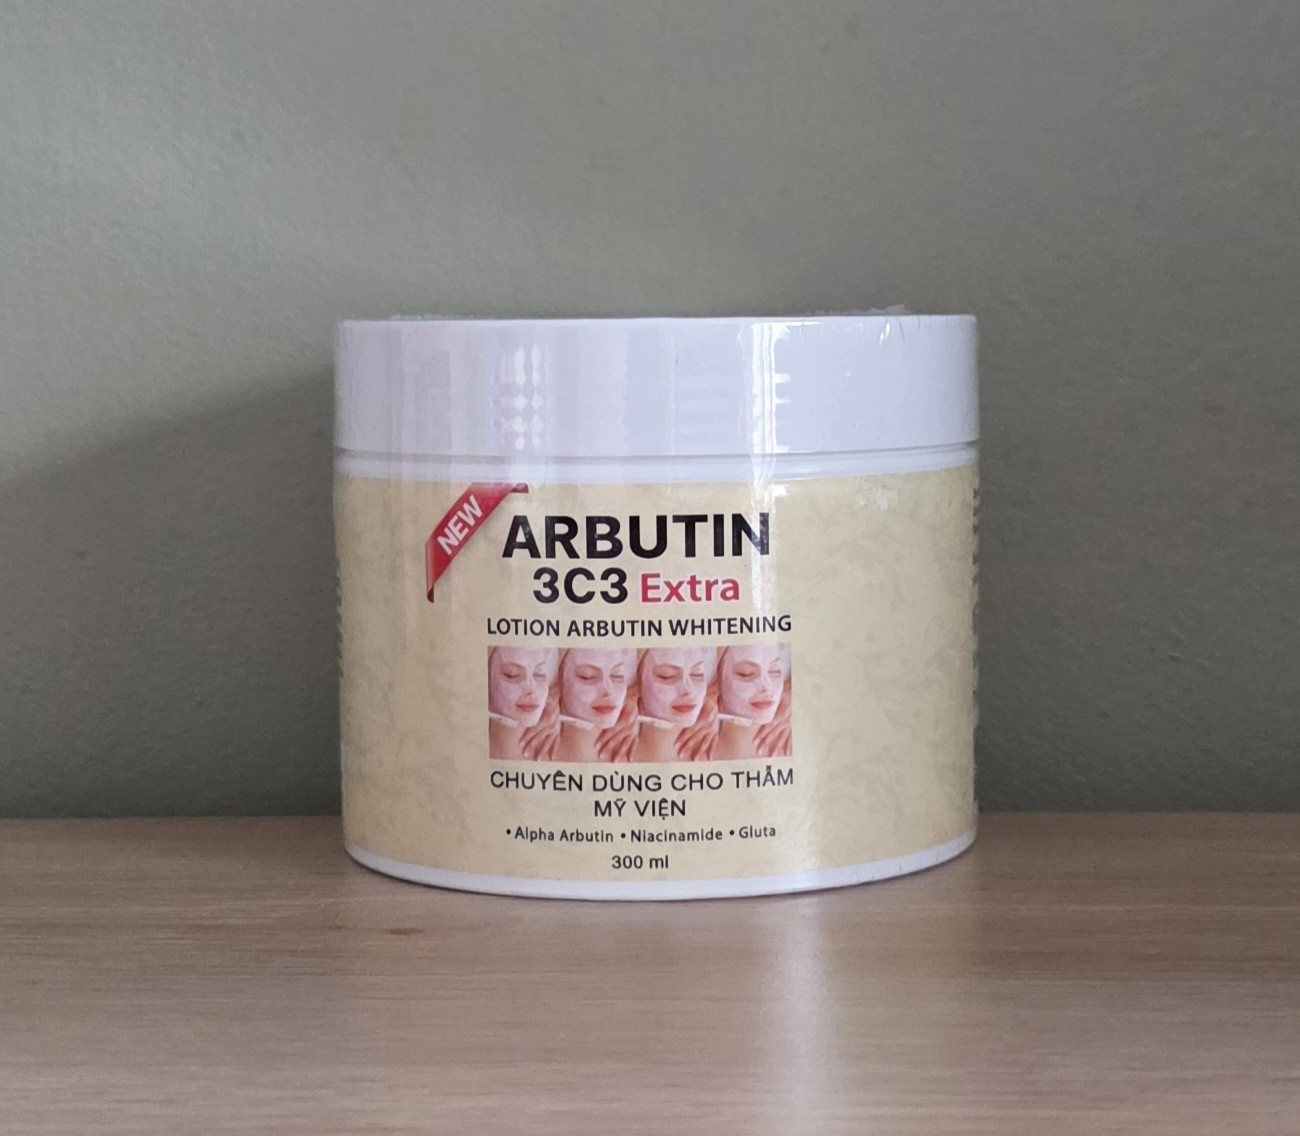 NEW
ARBUTIN
3C3 Extra
LOTION ARBUTIN WHITENING
CHUYÊN DÙNG CHO THẨM
MỸ VIỆN
• Alpha Arbutin • Niacinamide • Gluta
300 ml